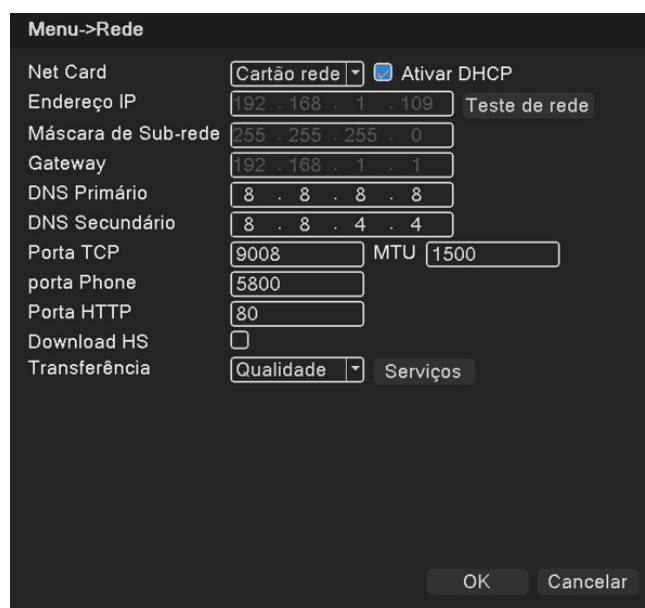 Menu->Rede
Net Card Cartão rede Ativar DHCP
Endereço IP 192 . 168 . 1 . 109 Teste de rede
Máscara de Sub-rede 255 . 255 . 255 . 0
Gateway 192 . 168 . 1 . 1
DNS Primário 8 . 8 . 8 . 8
DNS Secundário 8 . 8 . 4 . 4
Porta TCP 9008 MTU 1500
porta Phone 5800
Porta HTTP 80
Download HS
Transferência Qualidade Serviços
OK Cancelar